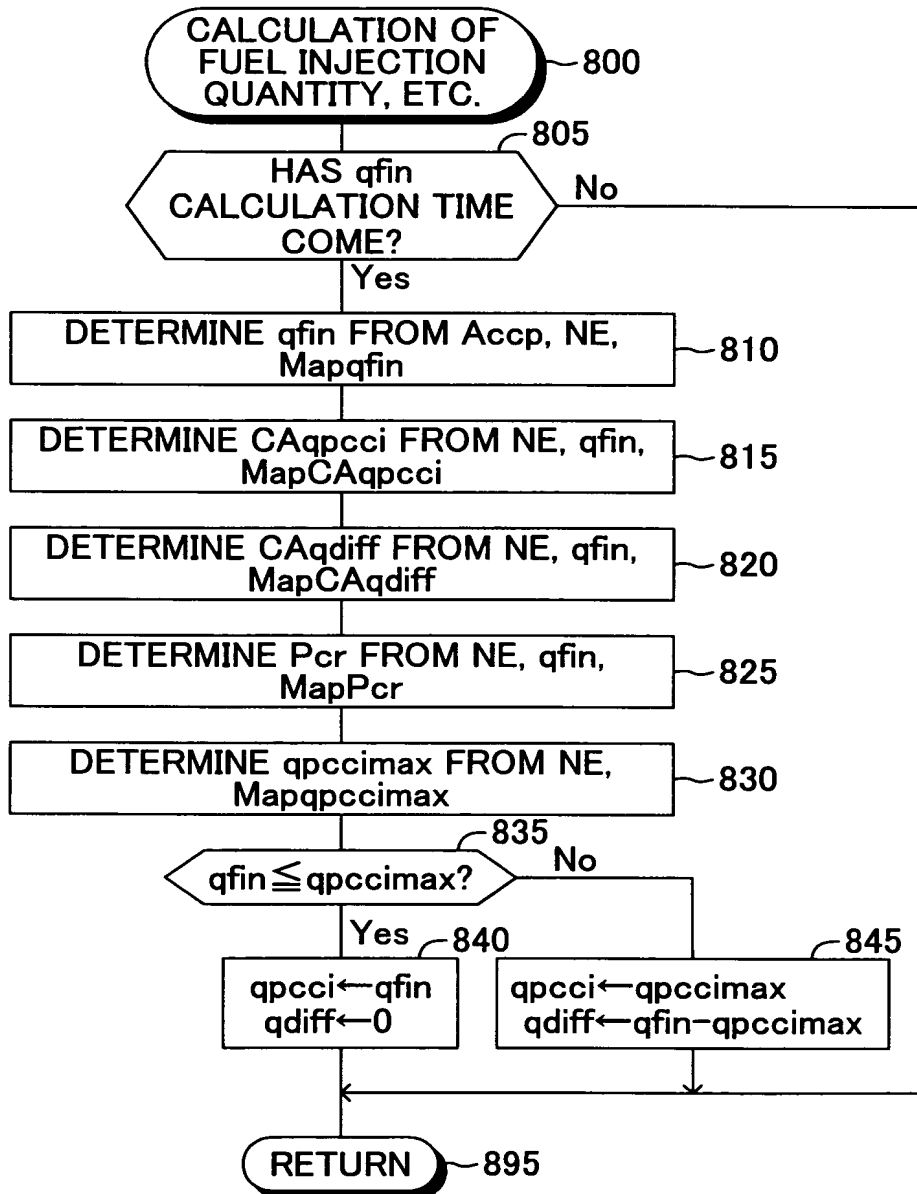 CALCULATION OF
FUEL INJECTION
QUANTITY, ETC.
800
805
HAS qfin
CALCULATION TIME
COME?
No
Yes
DETERMINE qfin FROM Accp, NE,
Mapqfin
810
DETERMINE CAqpcci FROM NE, qfin,
MapCAqpcci
815
DETERMINE CAqdiff FROM NE, qfin,
MapCAqdiff
820
DETERMINE Pcr FROM NE, qfin,
MapPcr
825
DETERMINE qpccimax FROM NE,
Mapqpccimax
830
835
qfin≦qpccimax?
No
Yes
840
qpcci←qfin
qdiff←0
845
qpcci←qpccimax
qdiff←qfin-qpccimax
RETURN
895